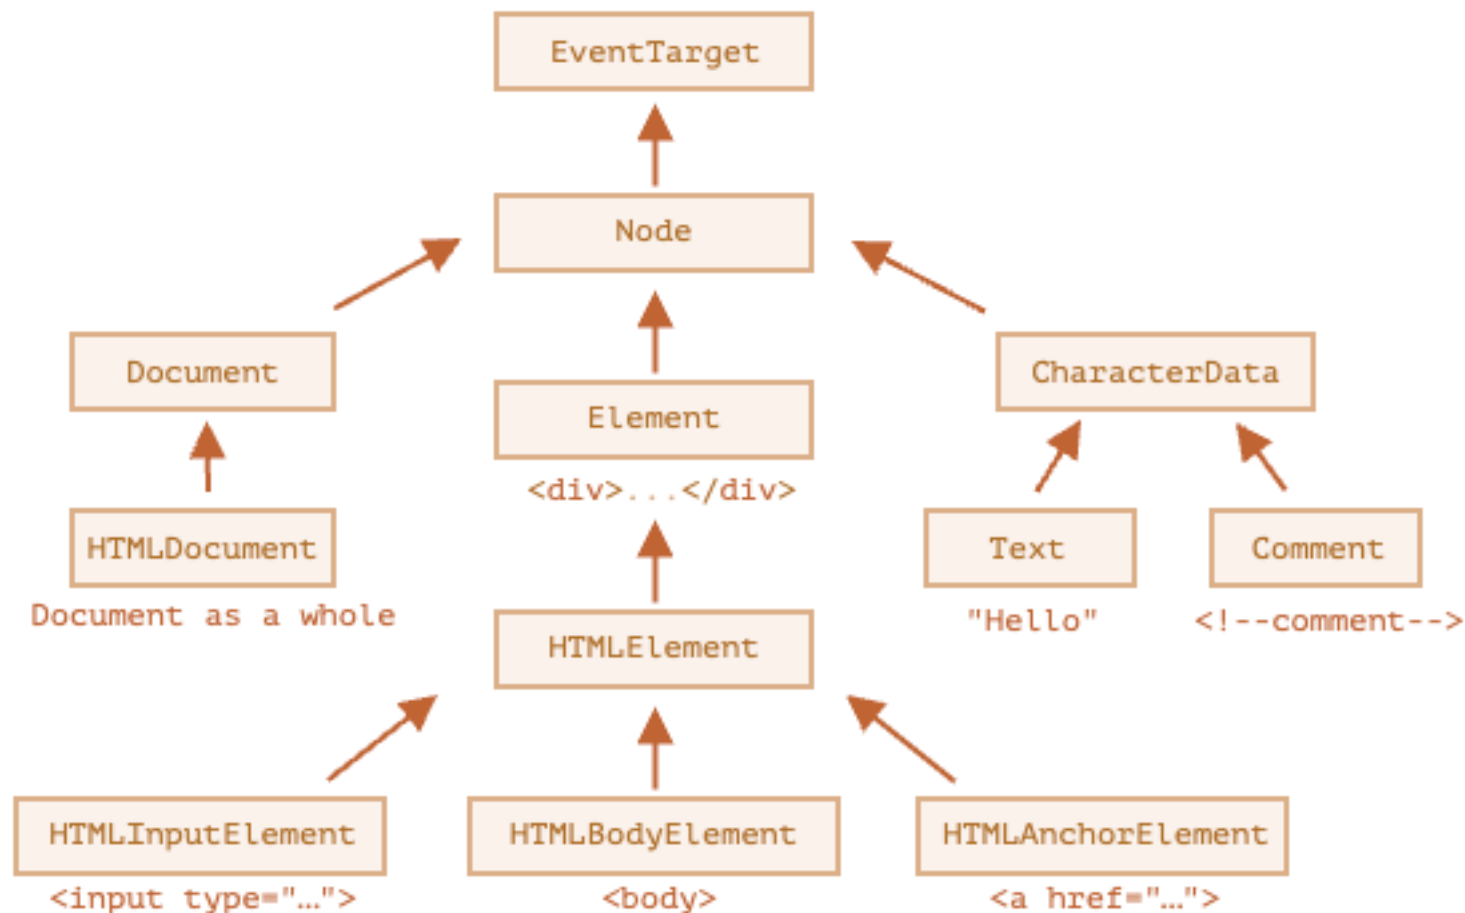 EventTarget
Node
Document
CharacterData
Element
<div>...</div>
HTMLDocument
Text
Comment
Document as a whole
"Hello"
<!--comment-->
HTMLElement
HTMLInputElement
HTMLBodyElement
HTMLAnchorElement
<input type="…">
<body>
<a href="…">